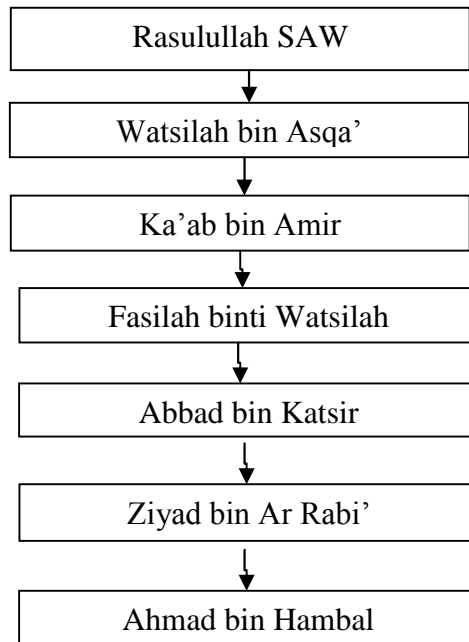 Rasulullah SAW
Watsilah bin Asqa’
Ka’ab bin Amir
Fasilah binti Watsilah
Abbad bin Katsir
Ziyad bin Ar Rabi’
Ahmad bin Hambal